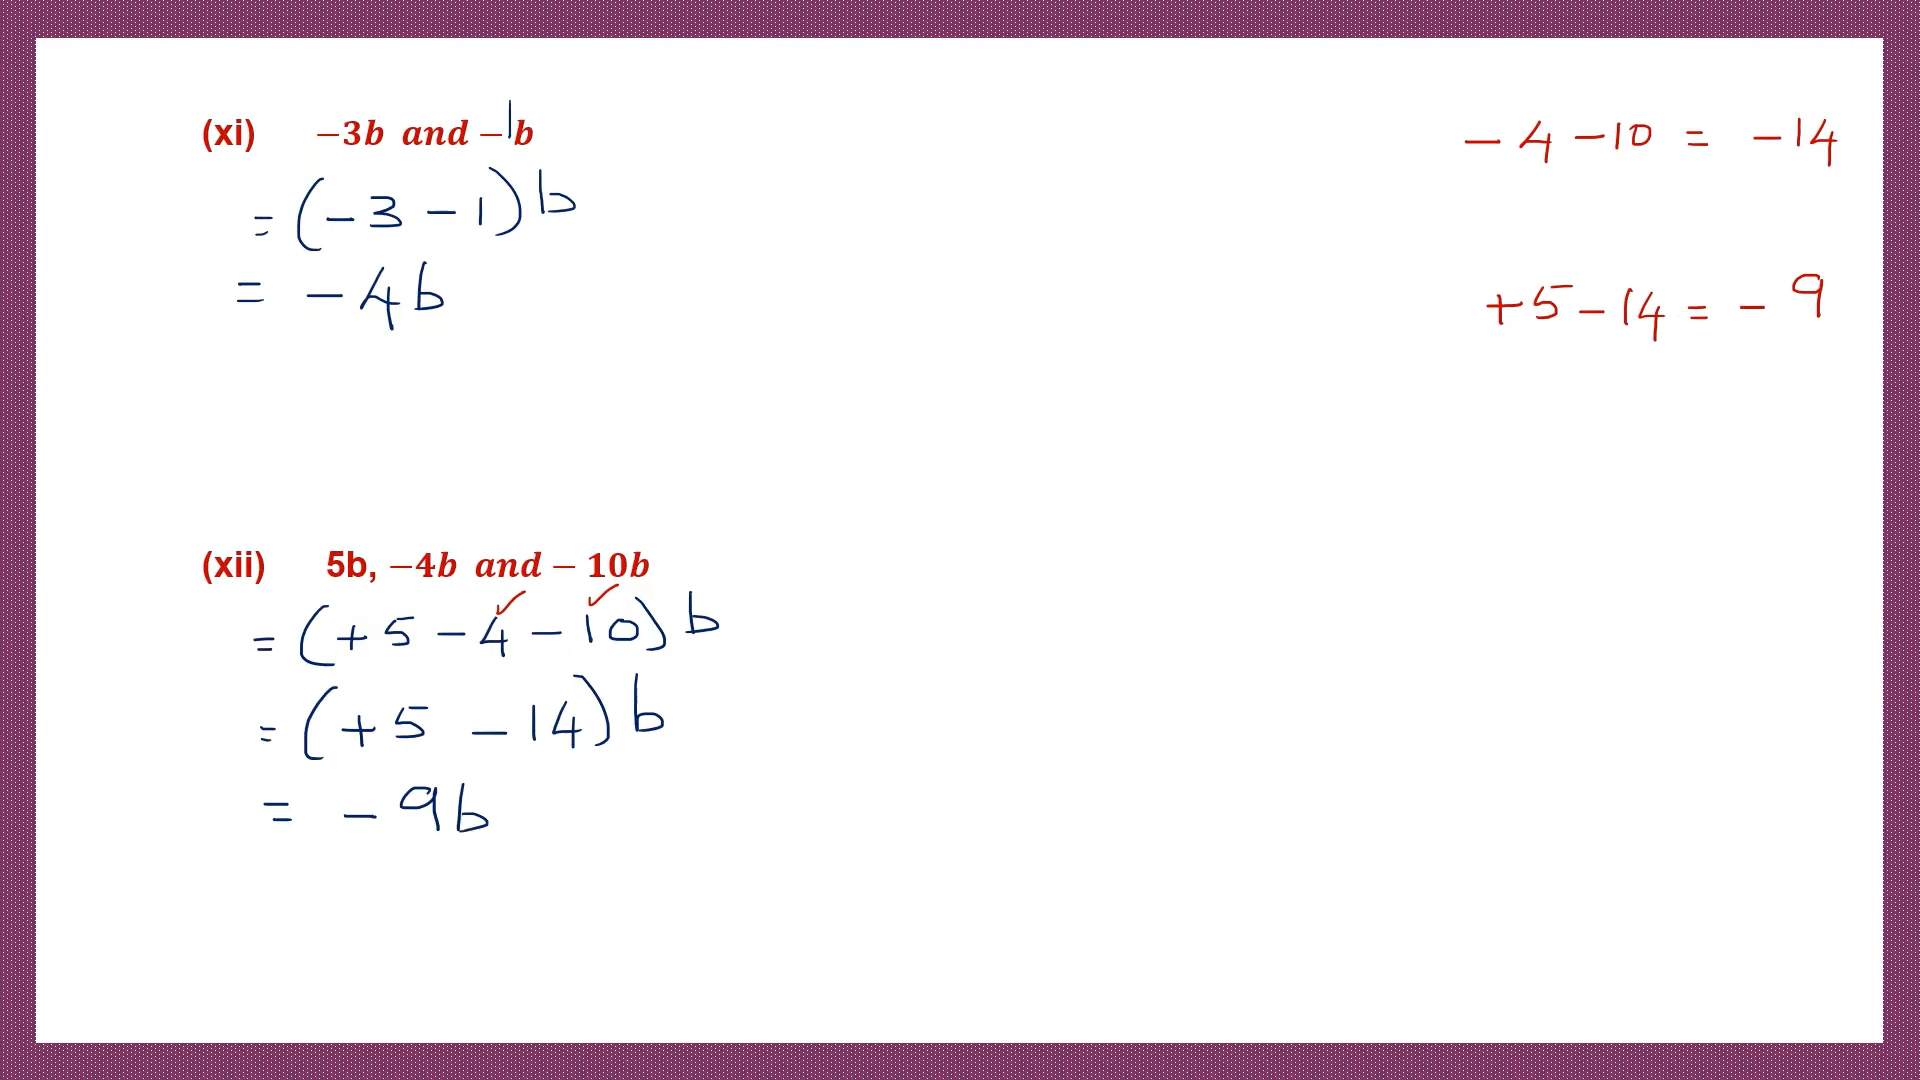 (xi) −3b and −1b
= (−3 −1)b
= −4b
(xii) 5b, −4b and − 10b
= (+5 −4 −10)b
= (+5 −14)b
= −9b
−4 −10 = −14
+5 −14 = −9